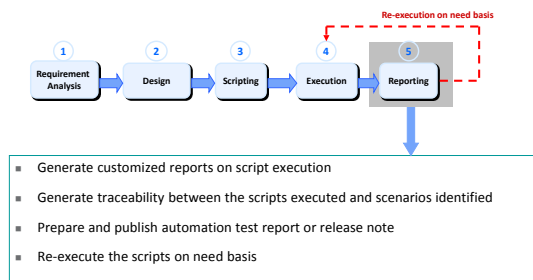 Re-execution on need basis
1
2
3
4
5
Requirement
Analysis
Design
Scripting
Execution
Reporting
▪ Generate customized reports on script execution
▪ Generate traceability between the scripts executed and scenarios identified
▪ Prepare and publish automation test report or release note
▪ Re-execute the scripts on need basis